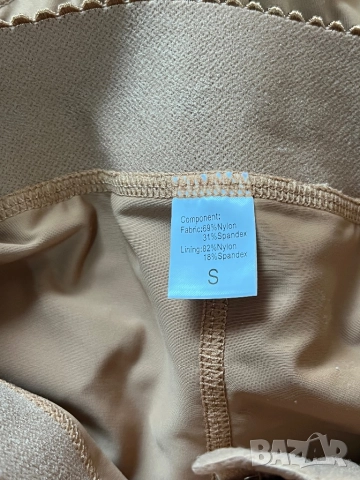 Component:
Fabric:69%Nylon
31%Spandex
Lining:82%Nylon
18%Spandex
S
BAZAR